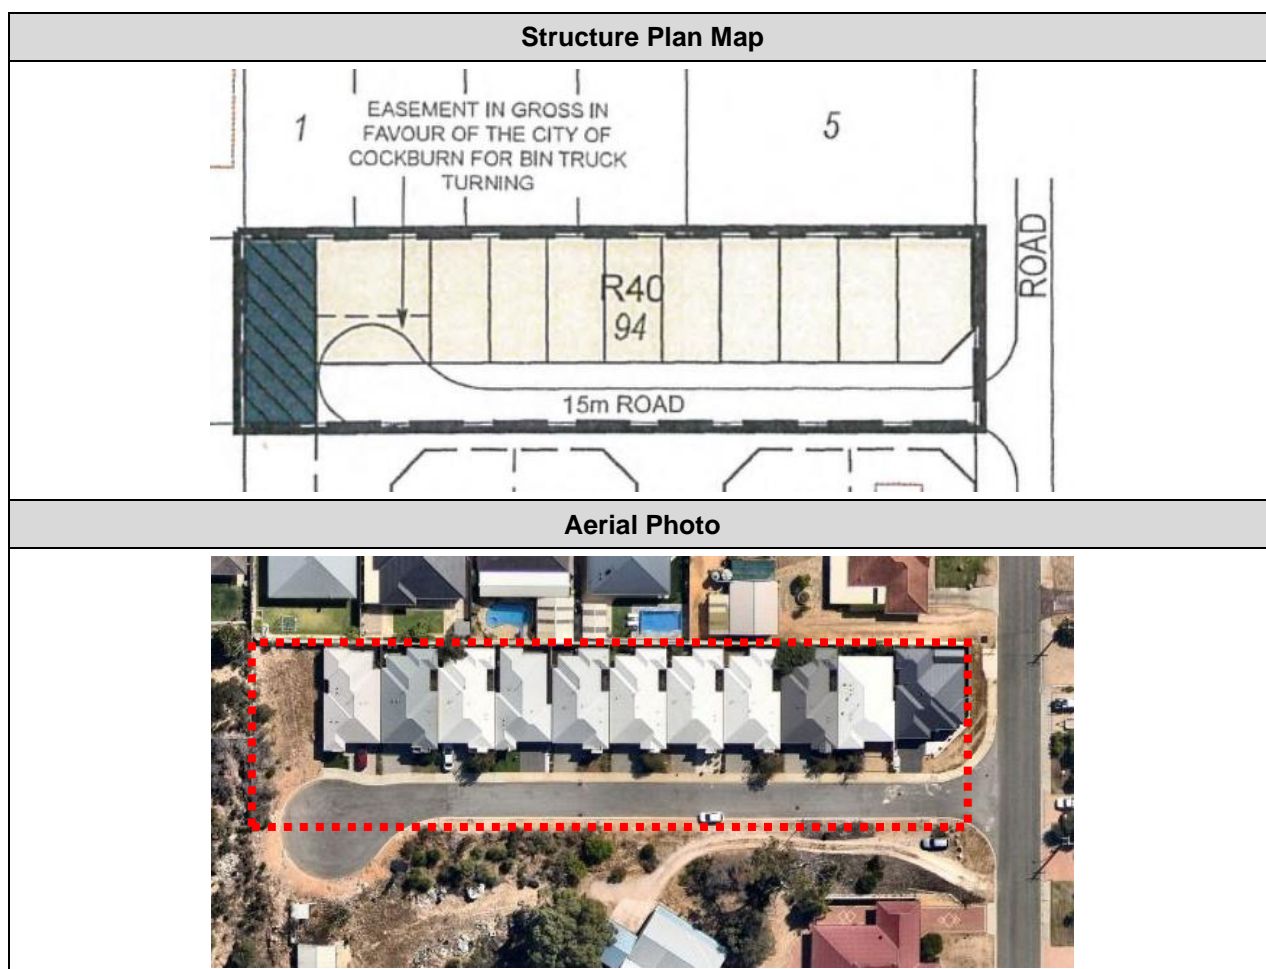 Structure Plan Map
EASEMENT IN GROSS IN
FAVOUR OF THE CITY OF
COCKBURN FOR BIN TRUCK
TURNING
1
5
R40
94
ROAD
15m ROAD
Aerial Photo